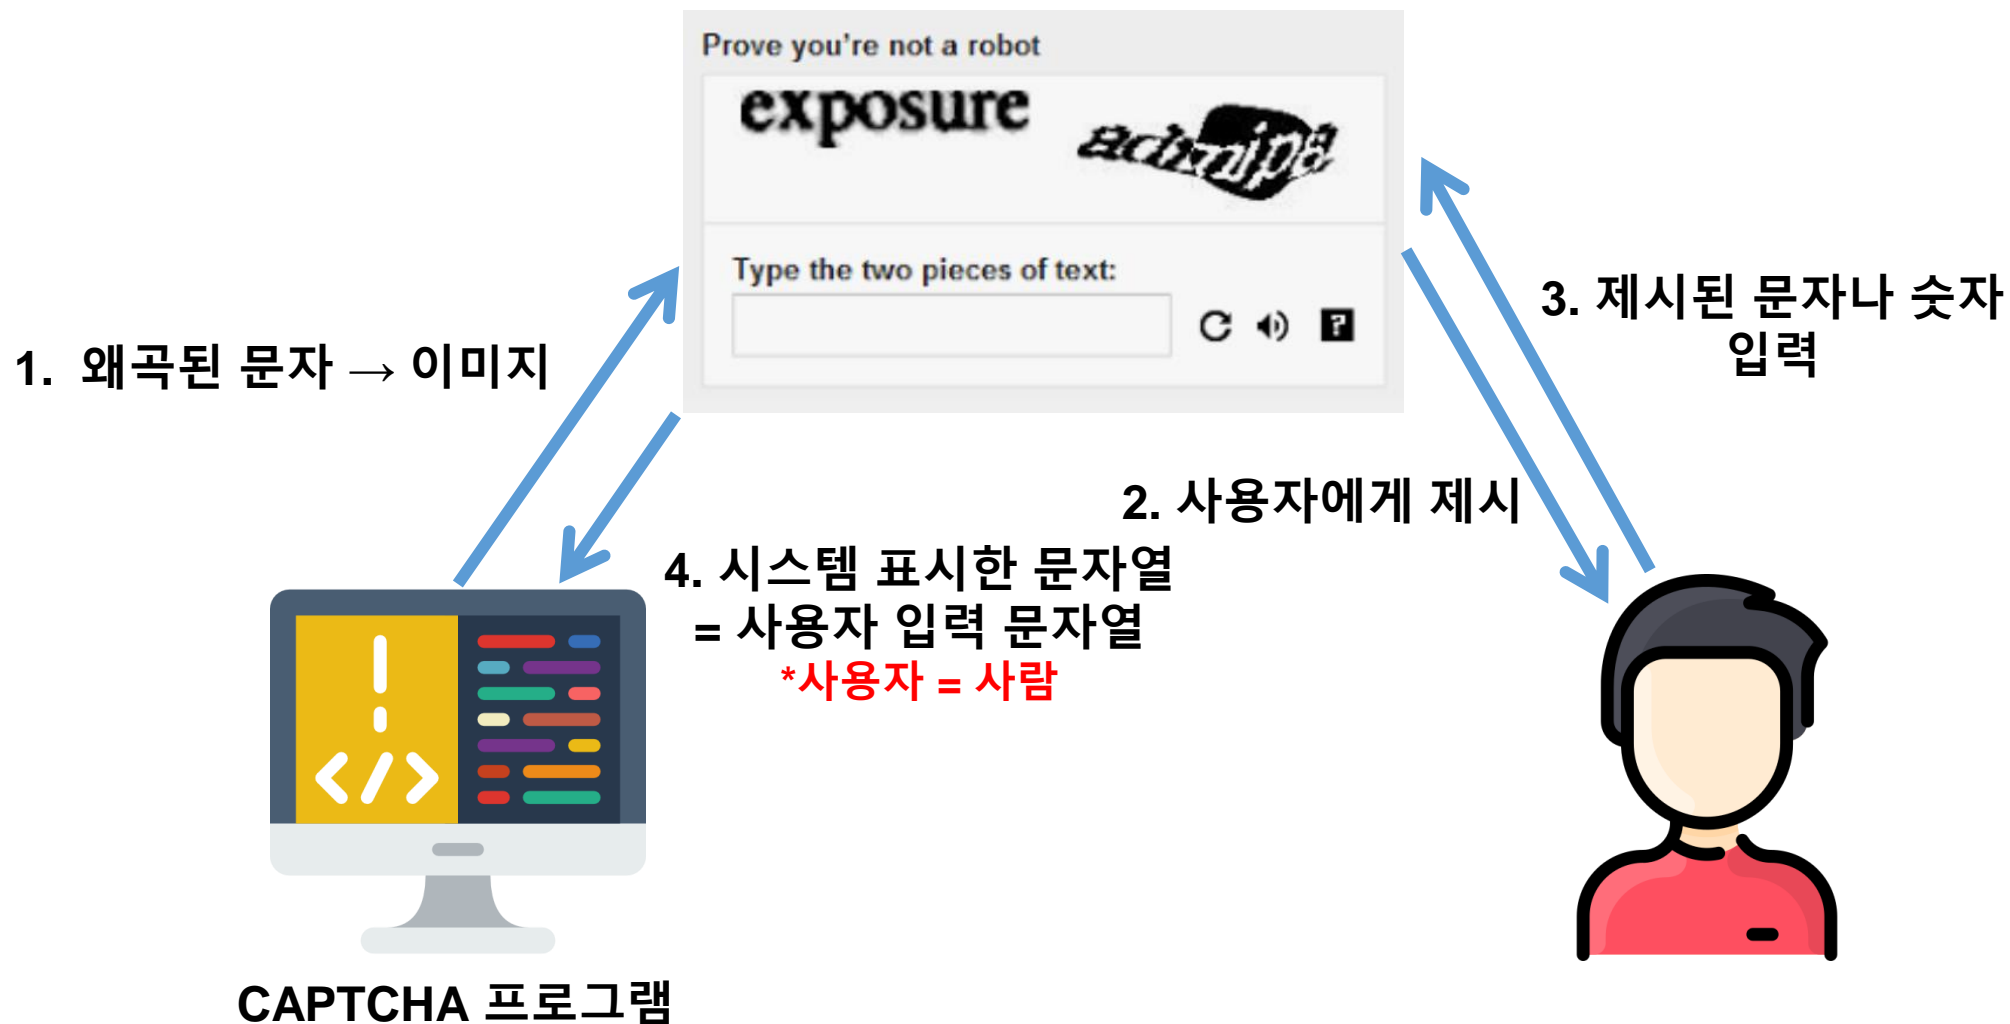 Prove you're not a robot
exposure
Type the two pieces of text:
1. 왜곡된 문자 → 이미지
3. 제시된 문자나 숫자
입력
2. 사용자에게 제시
4. 시스템 표시한 문자열
= 사용자 입력 문자열
*사용자 = 사람
CAPTCHA 프로그램